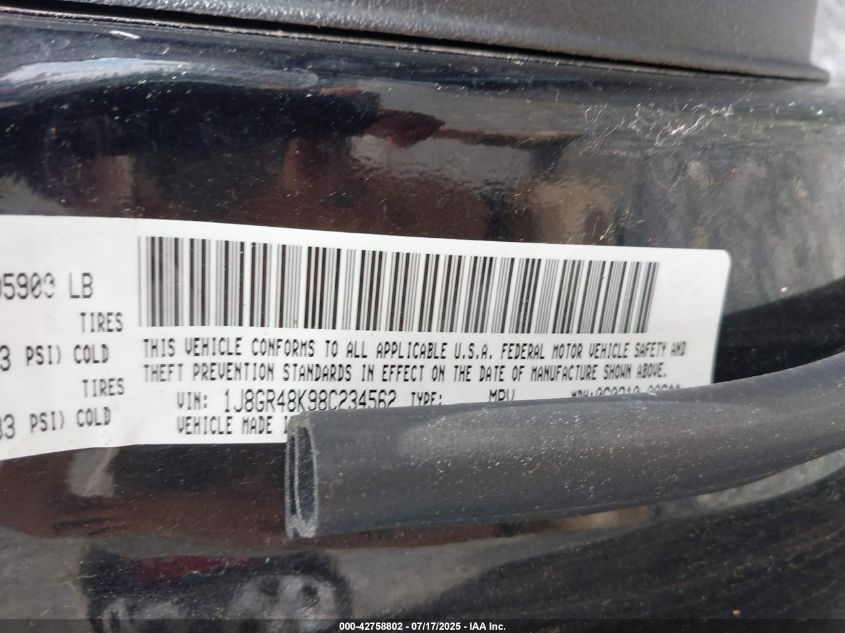 05903 LB
TIRES
3 PSI) COLD
TIRES
33 PSI) COLD
THIS VEHICLE CONFORMS TO ALL APPLICABLE U.S.A. FEDERAL MOTOR VEHICLE SAFETY AND
THEFT PREVENTION STANDARDS IN EFFECT ON THE DATE OF MANUFACTURE SHOWN ABOVE.
VIN: 1J8GR48K98C234562 TYPE: MPV
VEHICLE MADE
000-42758802 / 07/17/2025 - IAA Inc.